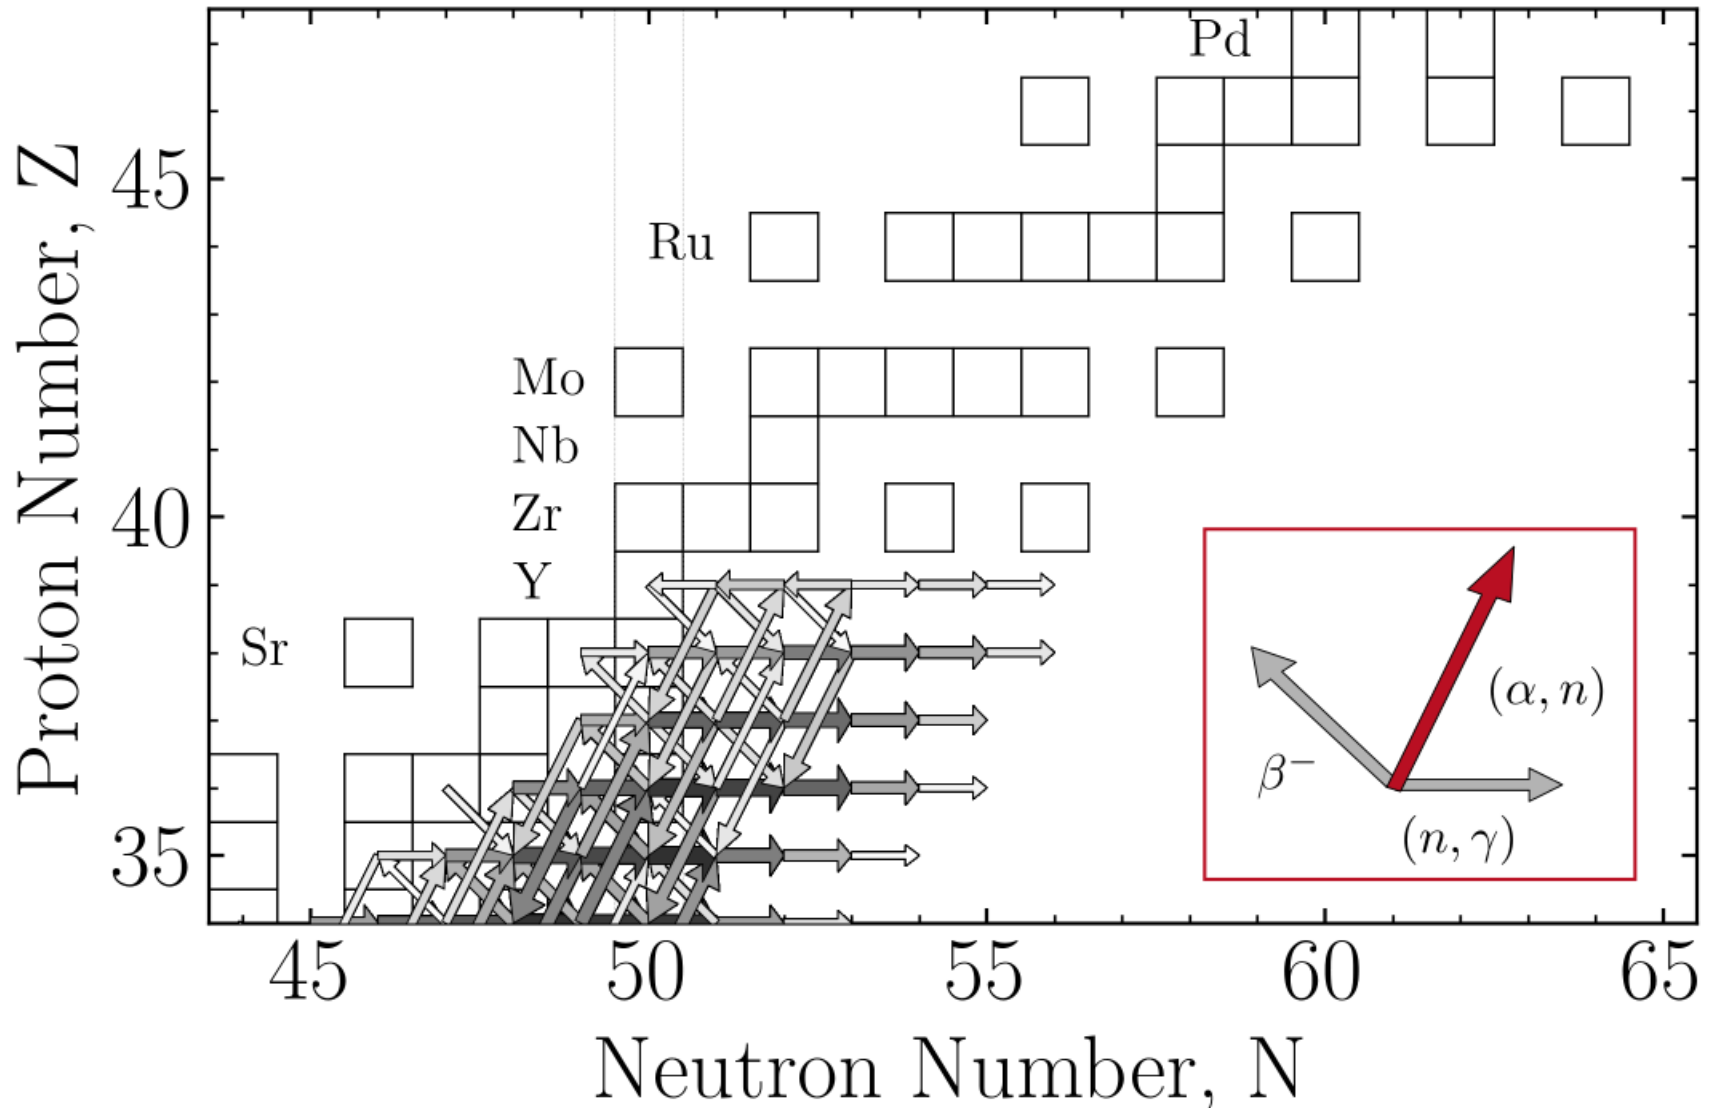 Pd
45
Ru
Mo
Nb
Zr
40
Y
Sr
(α, n)
β−
(n, γ)
35
45 50 55 60 65
Proton Number, Z
Neutron Number, N